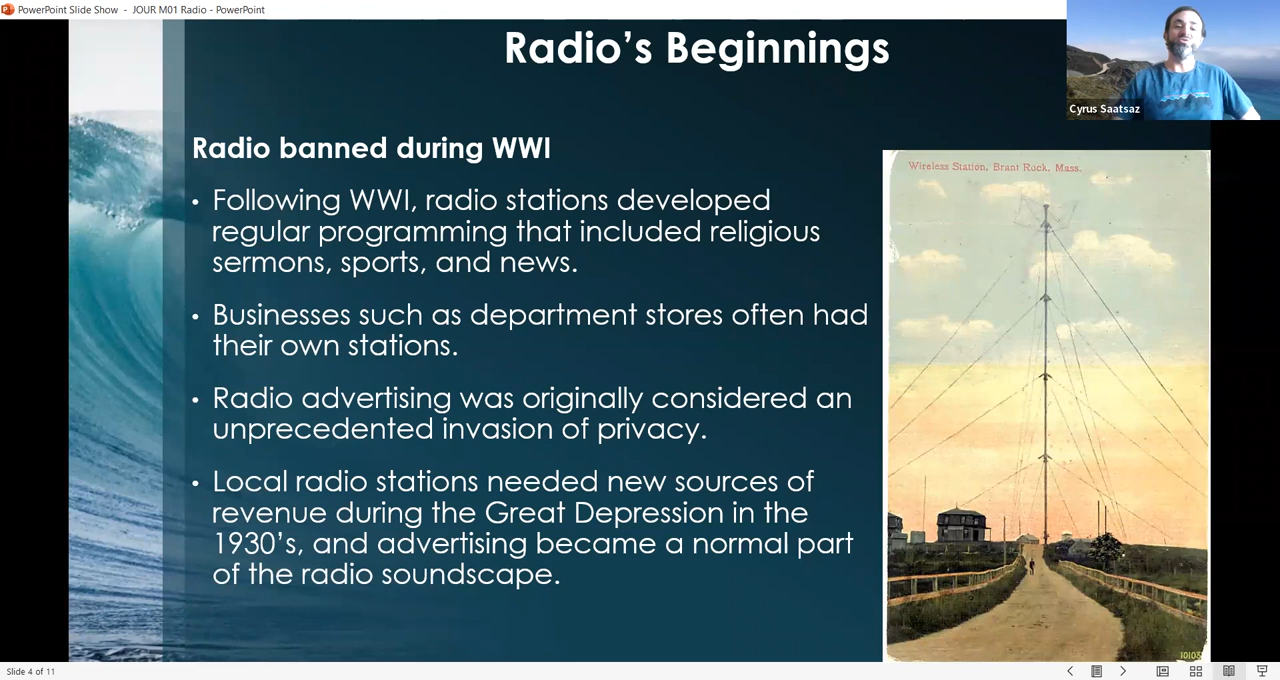 PowerPoint Slide Show - JOUR M01 Radio - PowerPoint
Radio’s Beginnings
Cyrus Saatsaz
Radio banned during WWI
• Following WWI, radio stations developed
regular programming that included religious
sermons, sports, and news.
• Businesses such as department stores often had
their own stations.
• Radio advertising was originally considered an
unprecedented invasion of privacy.
• Local radio stations needed new sources of
revenue during the Great Depression in the
1930’s, and advertising became a normal part
of the radio soundscape.
Wireless Station, Brant Rock, Mass.
10103
Slide 4 of 11